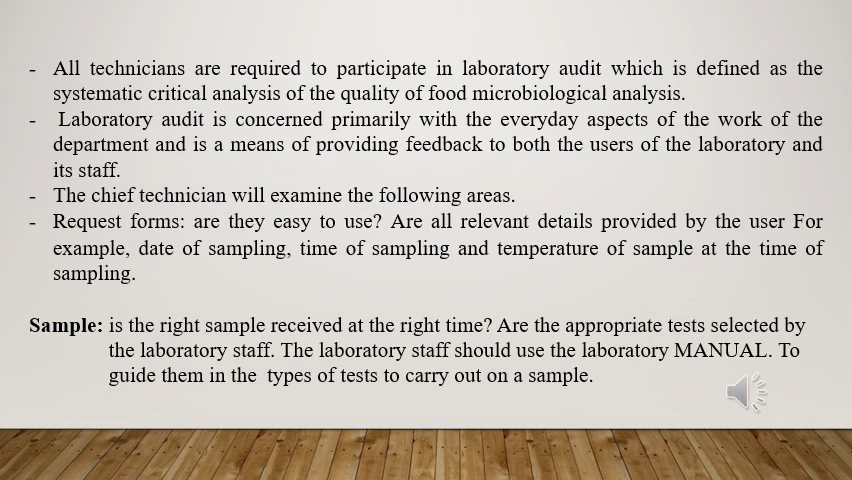 - All technicians are required to participate in laboratory audit which is defined as the
systematic critical analysis of the quality of food microbiological analysis.
- Laboratory audit is concerned primarily with the everyday aspects of the work of the
department and is a means of providing feedback to both the users of the laboratory and
its staff.
- The chief technician will examine the following areas.
- Request forms: are they easy to use? Are all relevant details provided by the user For
example, date of sampling, time of sampling and temperature of sample at the time of
sampling.
Sample: is the right sample received at the right time? Are the appropriate tests selected by
the laboratory staff. The laboratory staff should use the laboratory MANUAL. To
guide them in the types of tests to carry out on a sample.